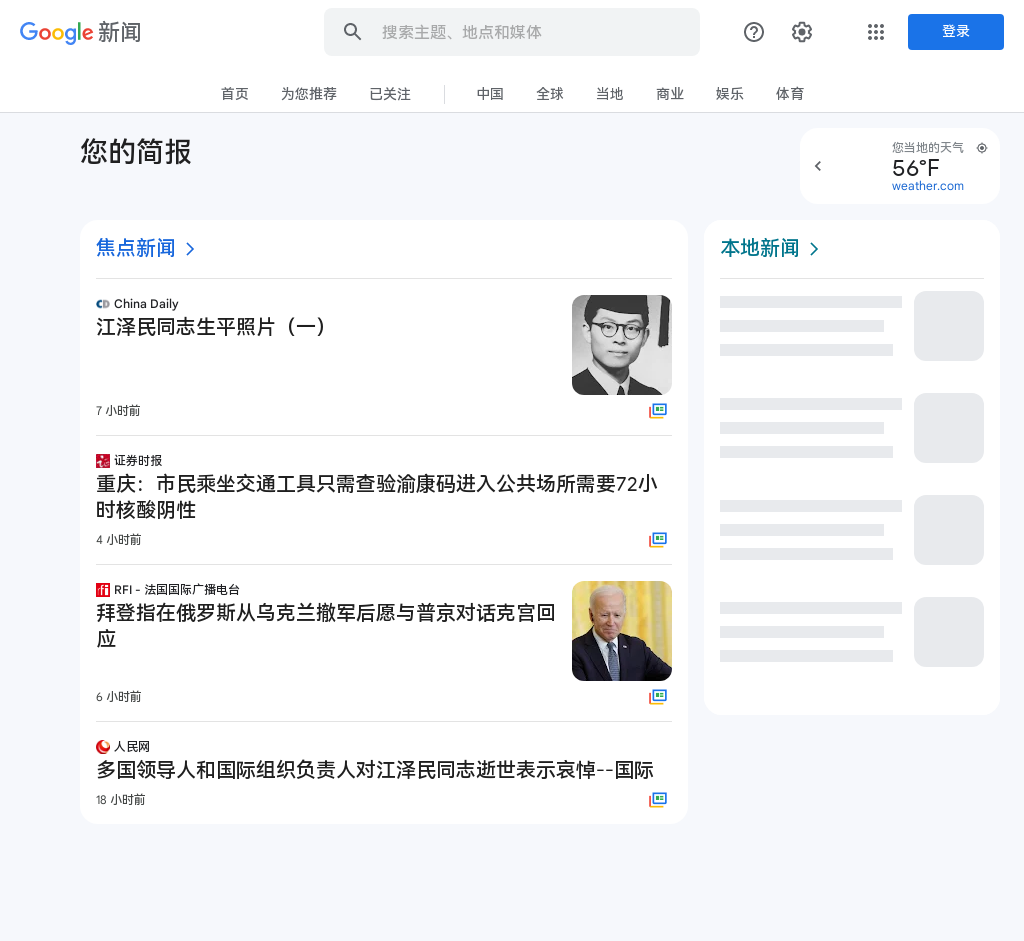 Google 新闻
搜索主题、地点和媒体
登录
首页 为您推荐 已关注 中国 全球 当地 商业 娱乐 体育
您的简报
您当地的天气
56°F
weather.com
焦点新闻
China Daily
江泽民同志生平照片（一）
7 小时前
证券时报
重庆：市民乘坐交通工具只需查验渝康码进入公共场所需要72小
时核酸阴性
4 小时前
RFI - 法国国际广播电台
拜登指在俄罗斯从乌克兰撤军后愿与普京对话克宫回
应
6 小时前
人民网
多国领导人和国际组织负责人对江泽民同志逝世表示哀悼--国际
18 小时前
本地新闻